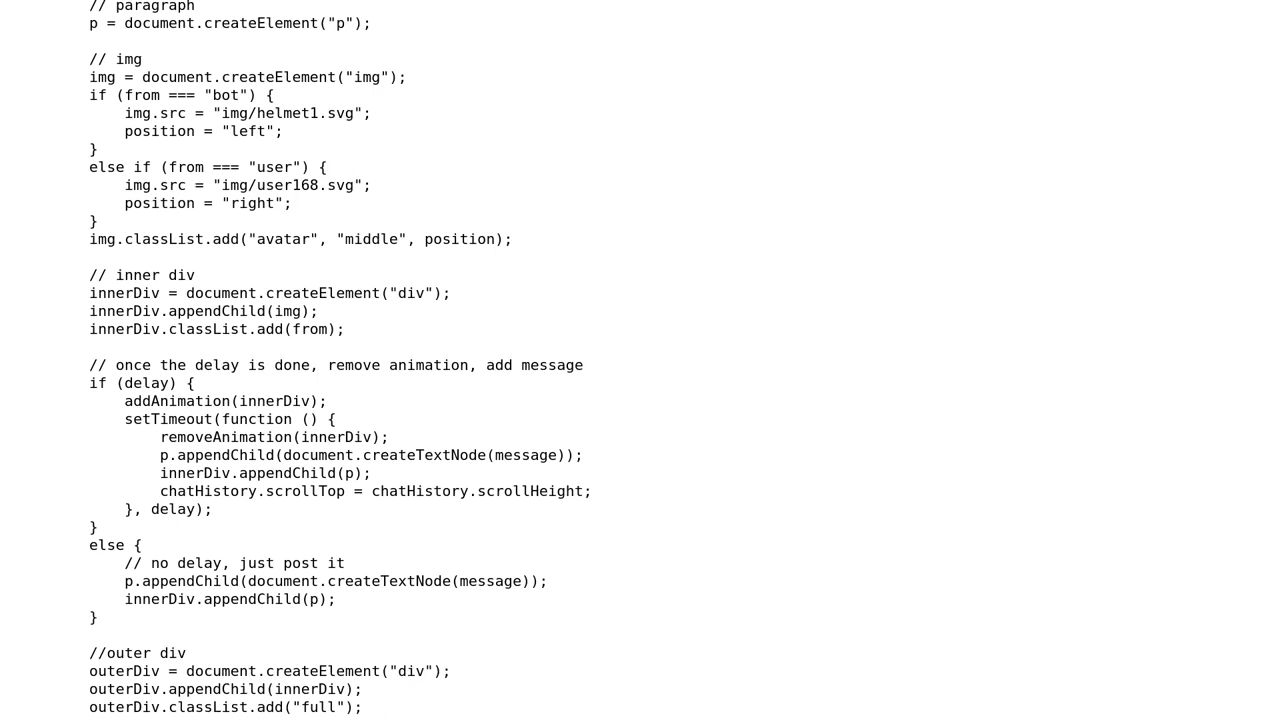 // paragraph
p = document.createElement("p");

// img
img = document.createElement("img");
if (from === "bot") {
    img.src = "img/helmet1.svg";
    position = "left";
}
else if (from === "user") {
    img.src = "img/user168.svg";
    position = "right";
}
img.classList.add("avatar", "middle", position);

// inner div
innerDiv = document.createElement("div");
innerDiv.appendChild(img);
innerDiv.classList.add(from);

// once the delay is done, remove animation, add message
if (delay) {
    addAnimation(innerDiv);
    setTimeout(function () {
        removeAnimation(innerDiv);
        p.appendChild(document.createTextNode(message));
        innerDiv.appendChild(p);
        chatHistory.scrollTop = chatHistory.scrollHeight;
    }, delay);
}
else {
    // no delay, just post it
    p.appendChild(document.createTextNode(message));
    innerDiv.appendChild(p);
}

//outer div
outerDiv = document.createElement("div");
outerDiv.appendChild(innerDiv);
outerDiv.classList.add("full");